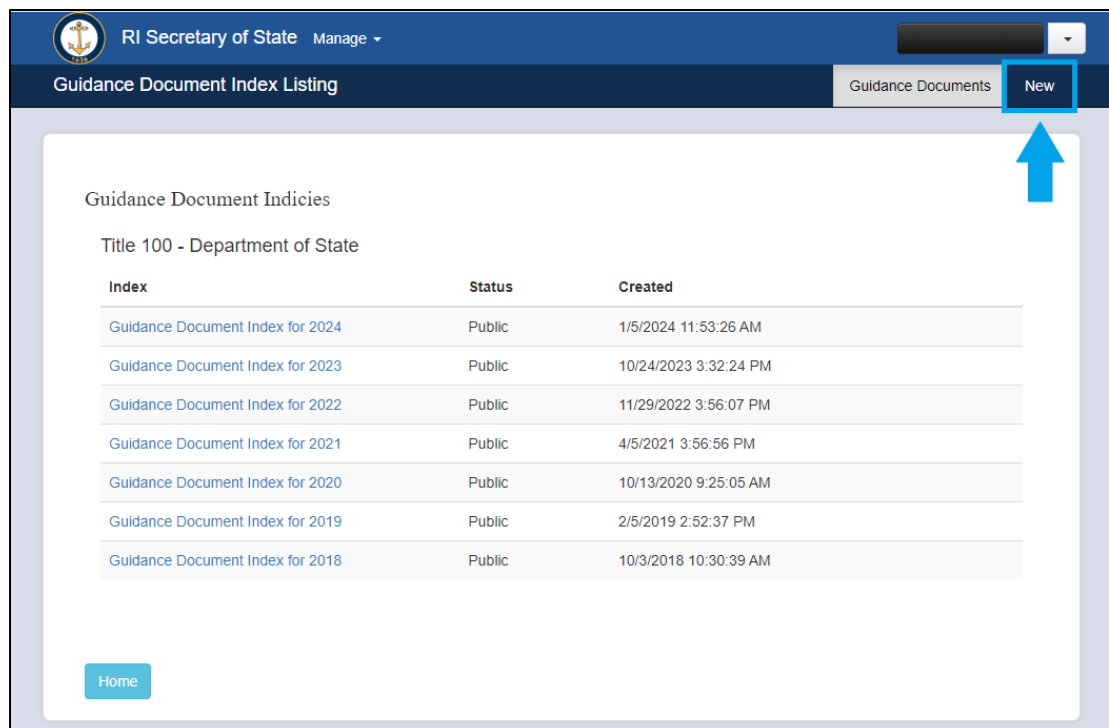 RI Secretary of State Manage
1636
Guidance Document Index Listing Guidance Documents New
Guidance Document Indicies
Title 100 - Department of State
Index Status Created
Guidance Document Index for 2024 Public 1/5/2024 11:53:26 AM
Guidance Document Index for 2023 Public 10/24/2023 3:32:24 PM
Guidance Document Index for 2022 Public 11/29/2022 3:56:07 PM
Guidance Document Index for 2021 Public 4/5/2021 3:56:56 PM
Guidance Document Index for 2020 Public 10/13/2020 9:25:05 AM
Guidance Document Index for 2019 Public 2/5/2019 2:52:37 PM
Guidance Document Index for 2018 Public 10/3/2018 10:30:39 AM
Home